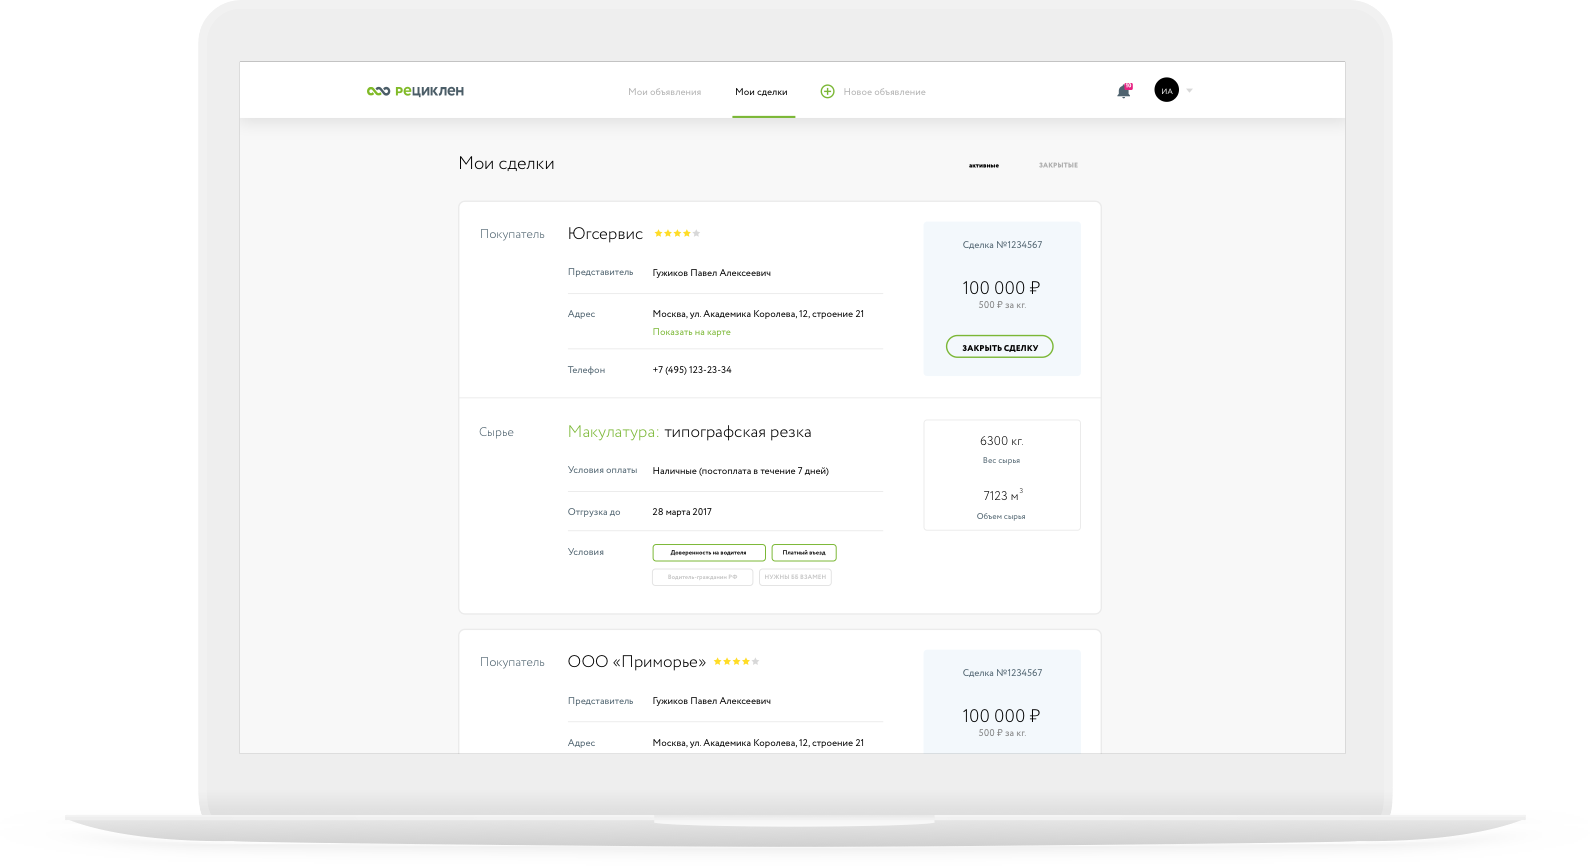 РЕЦИКЛЕН
Мои объявления
Мои сделки
Новое объявление
ИА
Мои сделки
активные
ЗАКРЫТЫЕ
Покупатель
Югсервис
Представитель
Гужиков Павел Алексеевич
Адрес
Москва, ул. Академика Королева, 12, строение 21
Показать на карте
Телефон
+7 (495) 123-23-34
Сделка №1234567
100 000 ₽
500 ₽ за кг.
ЗАКРЫТЬ СДЕЛКУ
Сырье
Макулатура: типографская резка
Условия оплаты
Наличные (постоплата в течение 7 дней)
Отгрузка до
28 марта 2017
Условия
Доверенность на водителя
Платный въезд
Водитель-гражданин РФ
НУЖНЫ ББ ВЗАМЕН
6300 кг.
Вес сырья
7123 м³
Объем сырья
Покупатель
ООО «Приморье»
Представитель
Гужиков Павел Алексеевич
Адрес
Москва, ул. Академика Королева, 12, строение 21
Сделка №1234567
100 000 ₽
500 ₽ за кг.